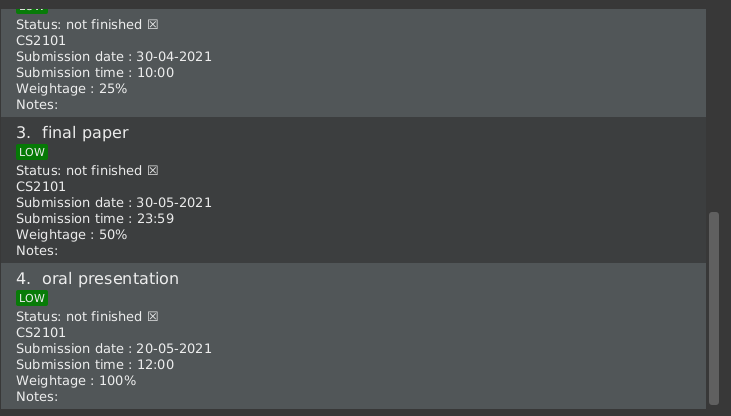 LOW
Status: not finished ☒
CS2101
Submission date : 30-04-2021
Submission time : 10:00
Weightage : 25%
Notes:
3. final paper
LOW
Status: not finished ☒
CS2101
Submission date : 30-05-2021
Submission time : 23:59
Weightage : 50%
Notes:
4. oral presentation
LOW
Status: not finished ☒
CS2101
Submission date : 20-05-2021
Submission time : 12:00
Weightage : 100%
Notes: